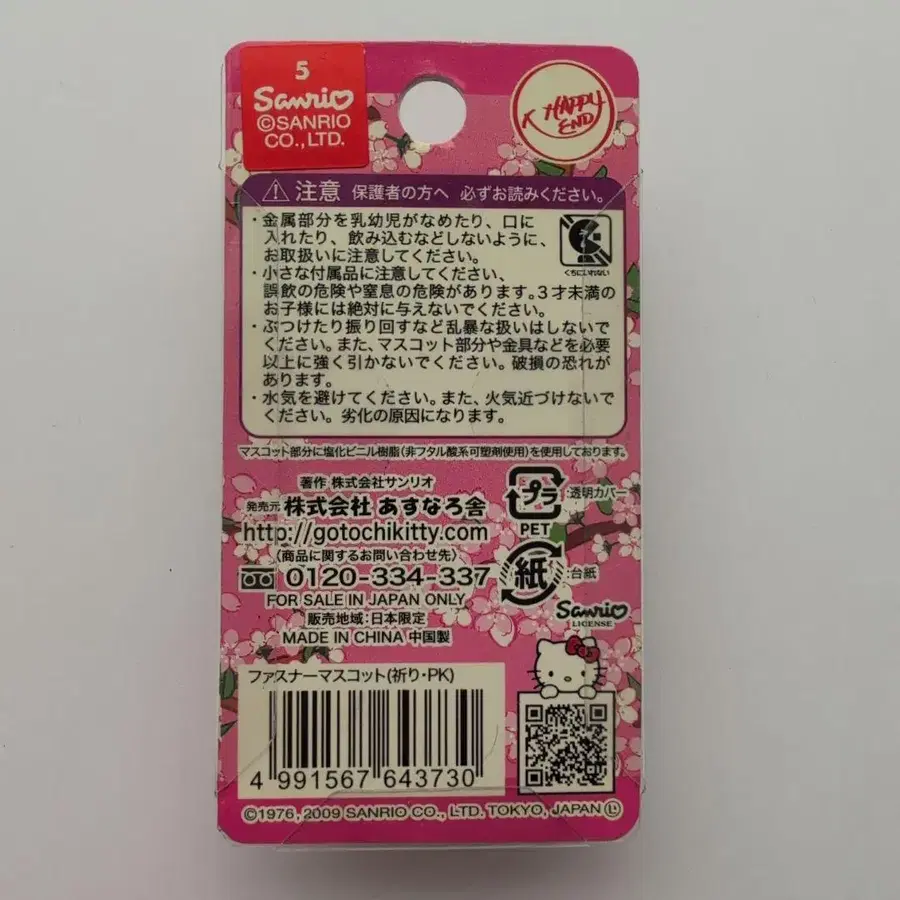 5
Sanrio
©SANRIO
CO.,LTD.
HAPPY
END
注意 保護者の方へ 必ずお読みください。
・金属部分を乳幼児がなめたり、口に
入れたり、飲み込むなどしないように、
お取扱いに注意してください。
くちにいれない
・小さな付属品に注意してください、
誤飲の危険や窒息の危険があります。3才未満の
お子様には絶対に与えないでください。
・ぶつけたり振り回すなど乱暴な扱いはしないで
ください。また、マスコット部分や金具などを必要
以上に強く引かないでください。破損の恐れが
あります。
・水気を避けてください。また、火気近づけないで
ください。劣化の原因になります。
マスコット部分に塩化ビニル樹脂(非フタル酸系可塑剤使用)を使用しております。
著作 株式会社サンリオ
発売元 株式会社 あすなろ舎
http://gotochikitty.com
(商品に関するお問い合わせ先)
0120-334-337
FOR SALE IN JAPAN ONLY
販売地域:日本限定
MADE IN CHINA 中国製
プラ :透明カバー
PET
紙 :台紙
Sanrio
LICENSE
ファスナーマスコット(祈り・PK)
4 991567 643730
©1976, 2009 SANRIO CO., LTD. TOKYO, JAPAN Ⓛ